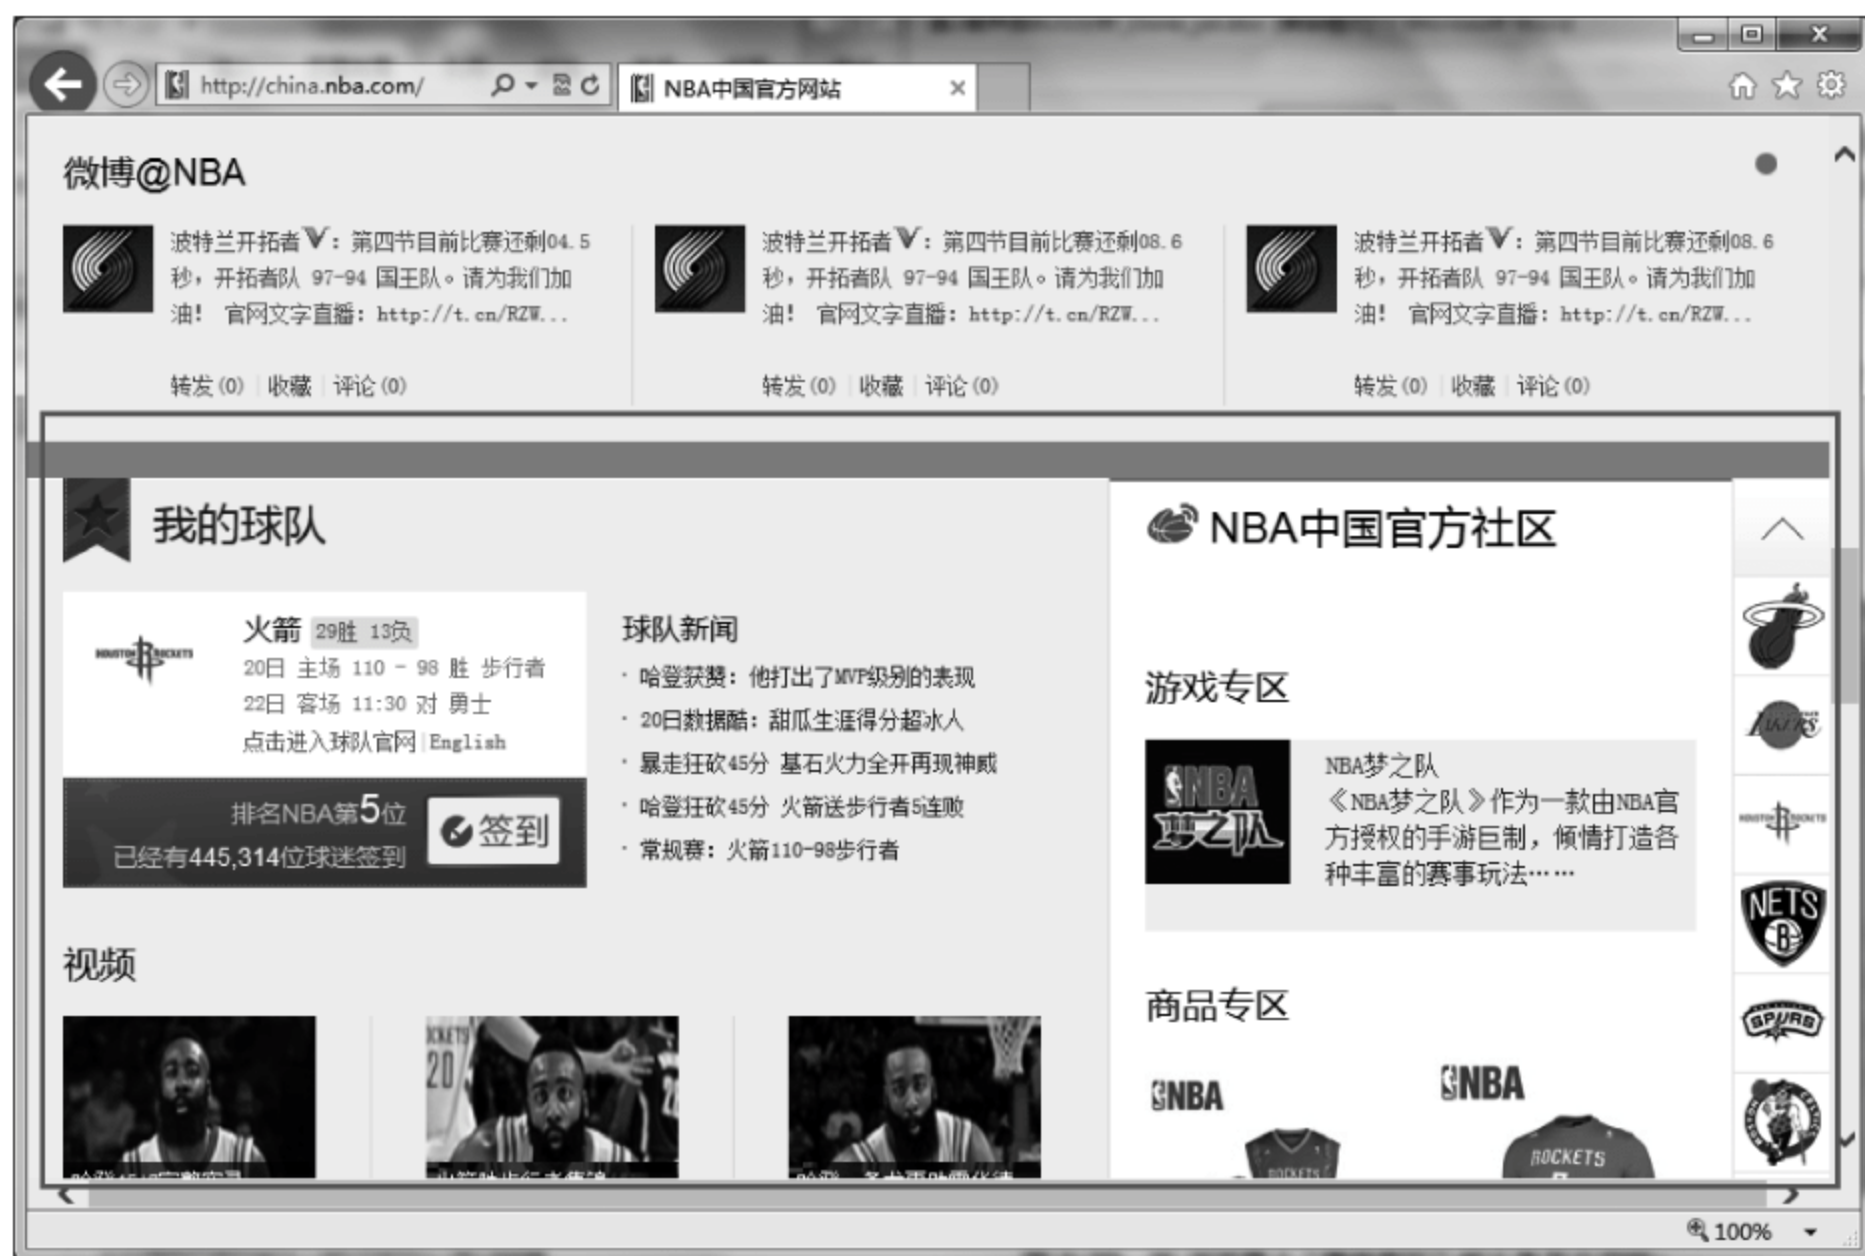 http://china.nba.com/
NBA中国官方网站
微博@NBA
波特兰开拓者V：第四节目前比赛还剩04.5
秒，开拓者队 97-94 国王队。请为我们加
油！ 官网文字直播：http://t.cn/RZW...
转发(0) 收藏 评论(0)
波特兰开拓者V：第四节目前比赛还剩08.6
秒，开拓者队 97-94 国王队。请为我们加
油！ 官网文字直播：http://t.cn/RZW...
转发(0) 收藏 评论(0)
波特兰开拓者V：第四节目前比赛还剩08.6
秒，开拓者队 97-94 国王队。请为我们加
油！ 官网文字直播：http://t.cn/RZW...
转发(0) 收藏 评论(0)
我的球队
HOUSTON ROCKETS
火箭 29胜 13负
20日 主场 110 - 98 胜 步行者
22日 客场 11:30 对 勇士
点击进入球队官网|English
排名NBA第5位
已经有445,314位球迷签到
签到
球队新闻
· 哈登获赞：他打出了MVP级别的表现
· 20日数据酷：甜瓜生涯得分超冰人
· 暴走狂砍45分 基石火力全开再现神威
· 哈登狂砍45分 火箭送步行者5连败
· 常规赛：火箭110-98步行者
视频
ROCKETS
20
NBA中国官方社区
游戏专区
NBA
梦之队
NBA梦之队
《NBA梦之队》作为一款由NBA官
方授权的手游巨制，倾情打造各
种丰富的赛事玩法……
商品专区
NBA
ROCKETS
NBA
ROCKETS
LAKERS
HOUSTON ROCKETS
NETS
B
SPURS
BOSTON CELTICS
100%